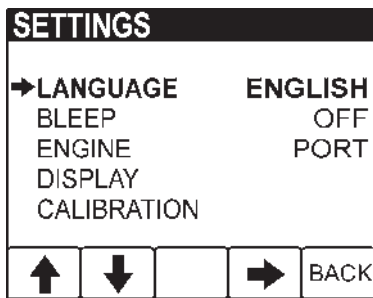 SETTINGS
LANGUAGE ENGLISH
BLEEP OFF
ENGINE PORT
DISPLAY
CALIBRATION
BACK